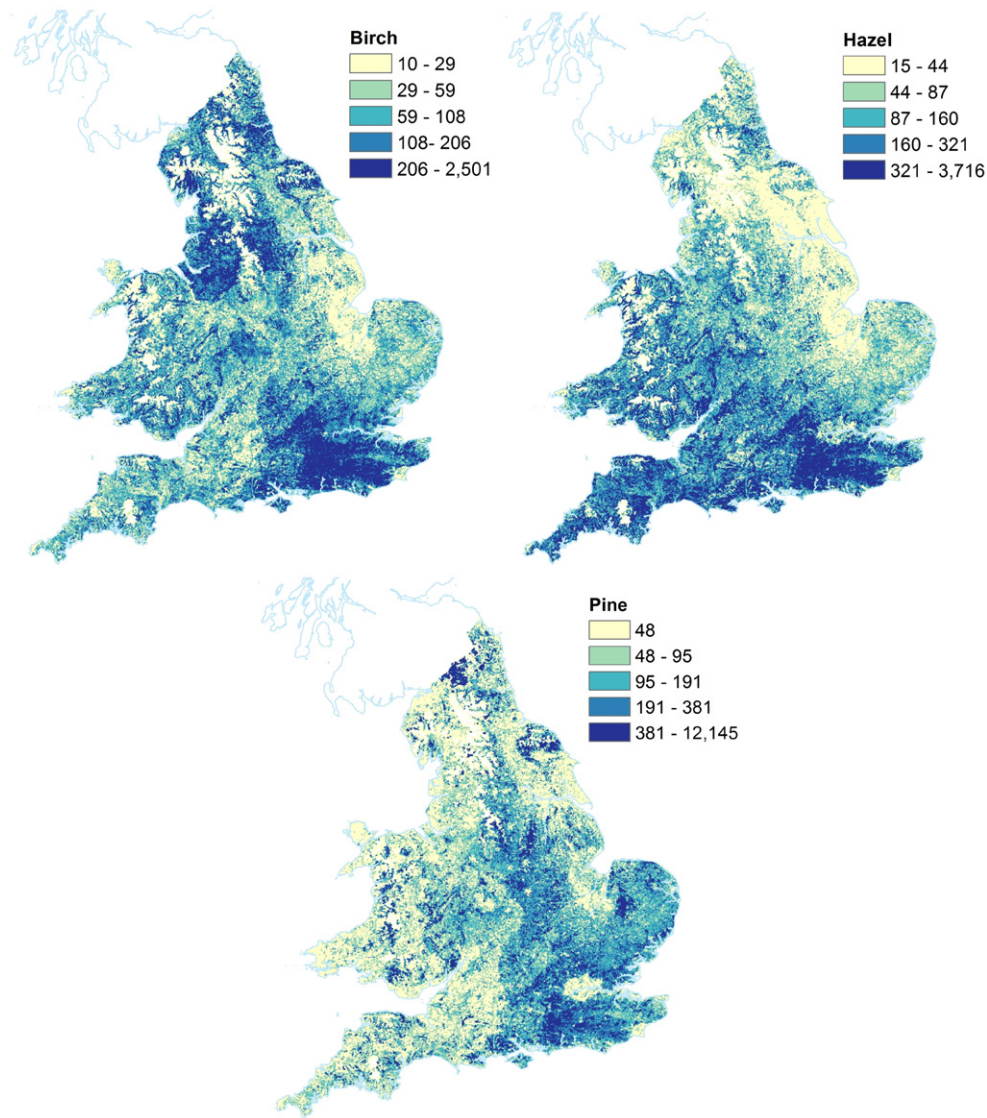 Birch
10 - 29
29 - 59
59 - 108
108- 206
206 - 2,501
Hazel
15 - 44
44 - 87
87 - 160
160 - 321
321 - 3,716
Pine
48
48 - 95
95 - 191
191 - 381
381 - 12,145